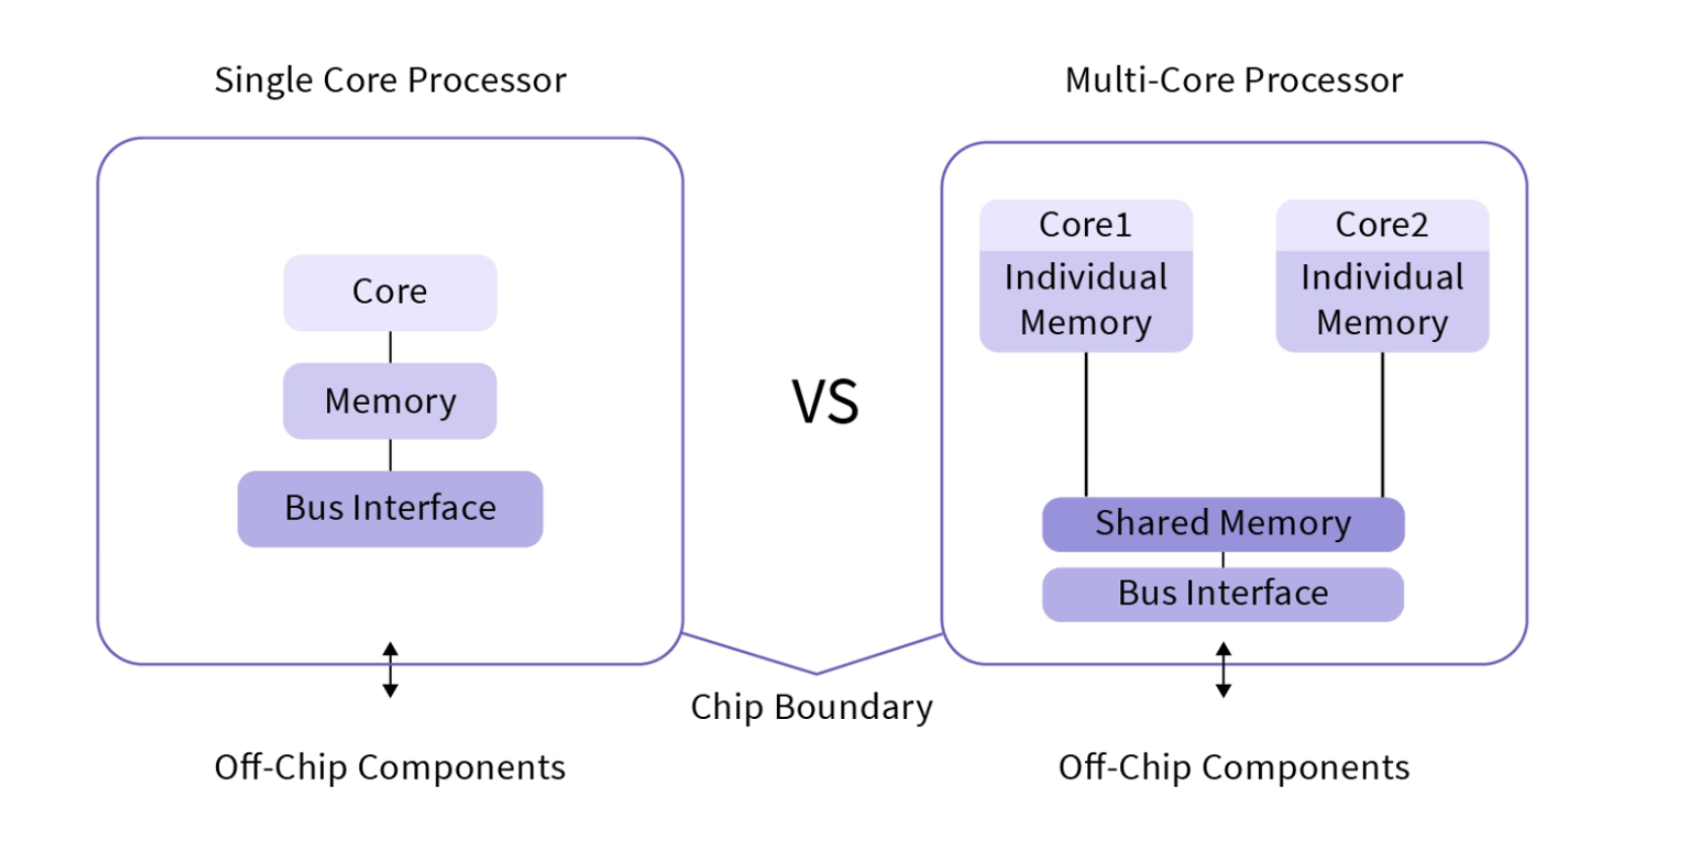 Single Core Processor
Core
Memory
Bus Interface
Off-Chip Components
VS
Chip Boundary
Multi-Core Processor
Core1
Individual
Memory
Core2
Individual
Memory
Shared Memory
Bus Interface
Off-Chip Components